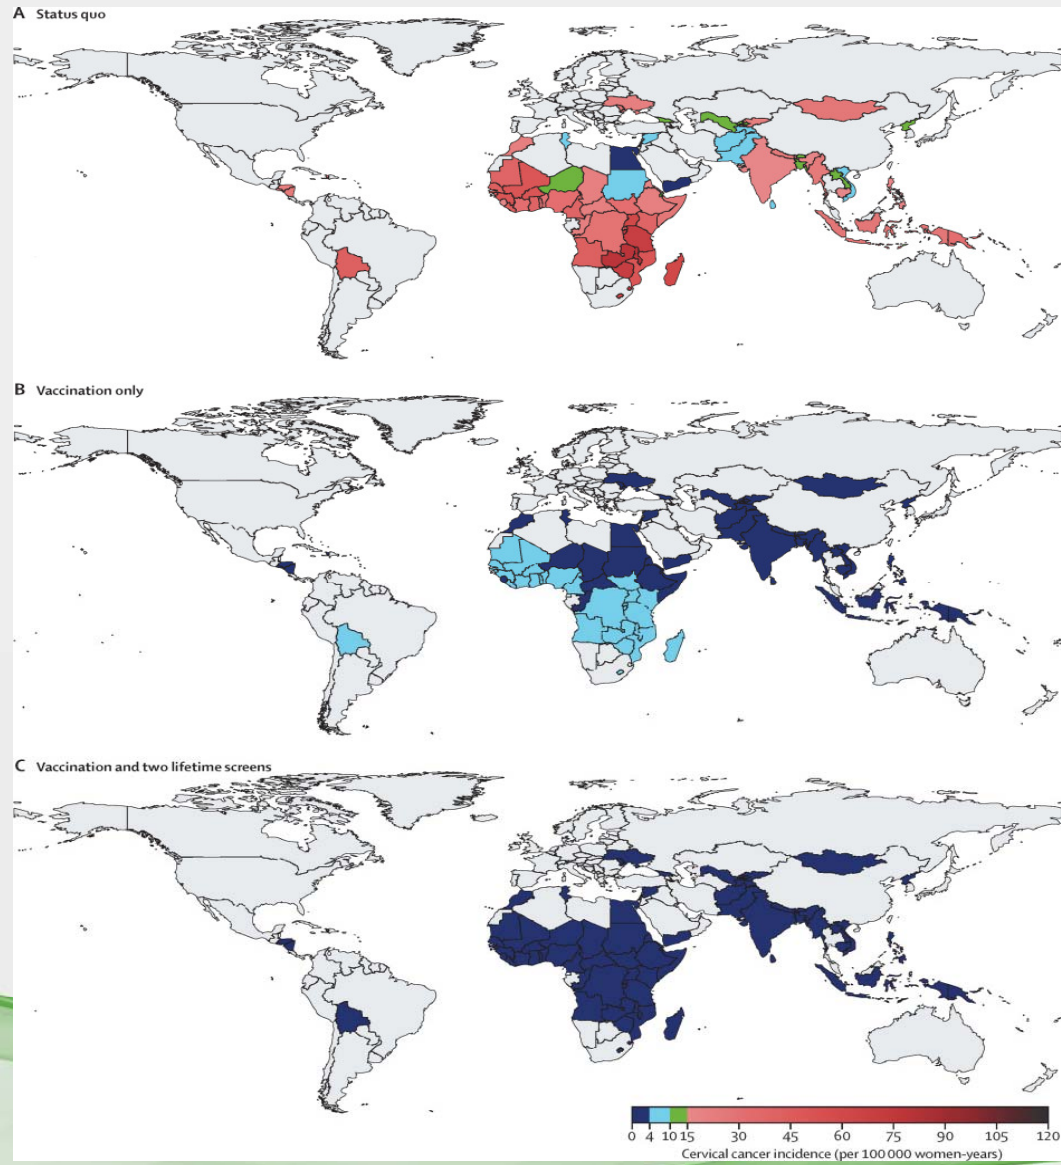 A Status quo
B Vaccination only
C Vaccination and two lifetime screens
0 4 10 15 30 45 60 75 90 105 120
Cervical cancer incidence (per 100 000 women-years)